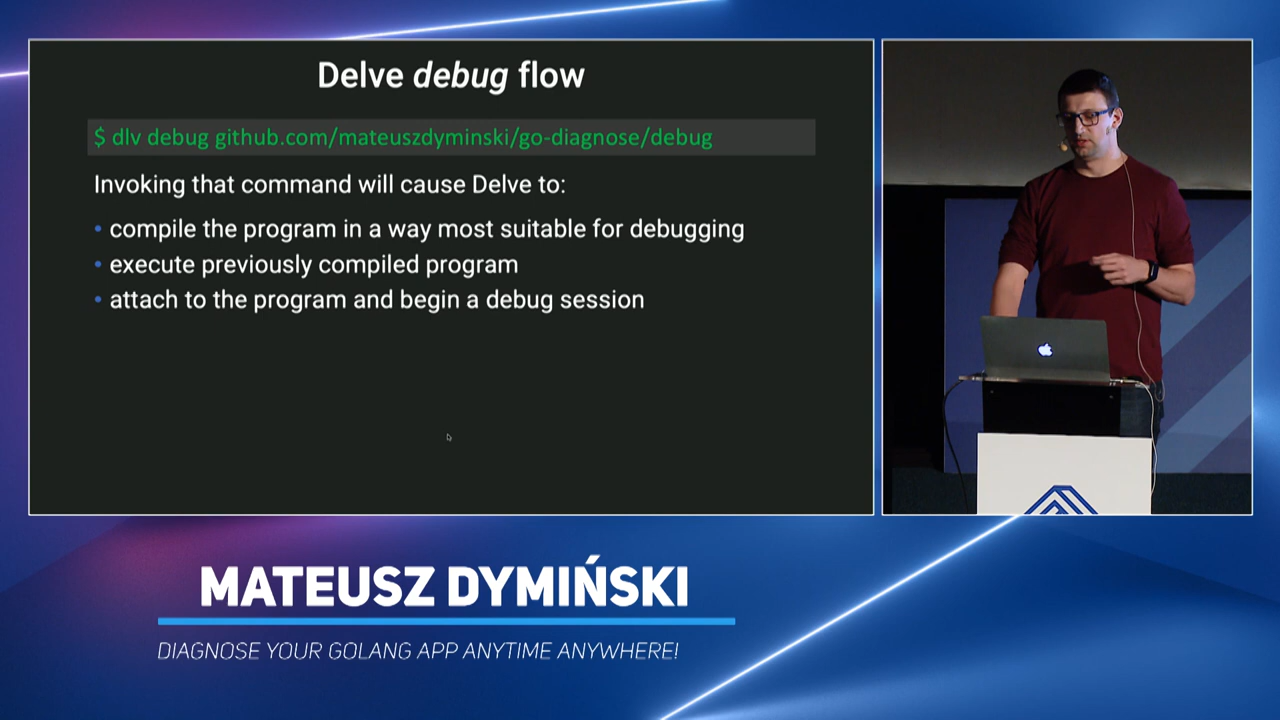 Delve debug flow
$ dlv debug github.com/mateuszdyminski/go-diagnose/debug
Invoking that command will cause Delve to:
• compile the program in a way most suitable for debugging
• execute previously compiled program
• attach to the program and begin a debug session
MATEUSZ DYMIŃSKI
DIAGNOSE YOUR GOLANG APP ANYTIME ANYWHERE!